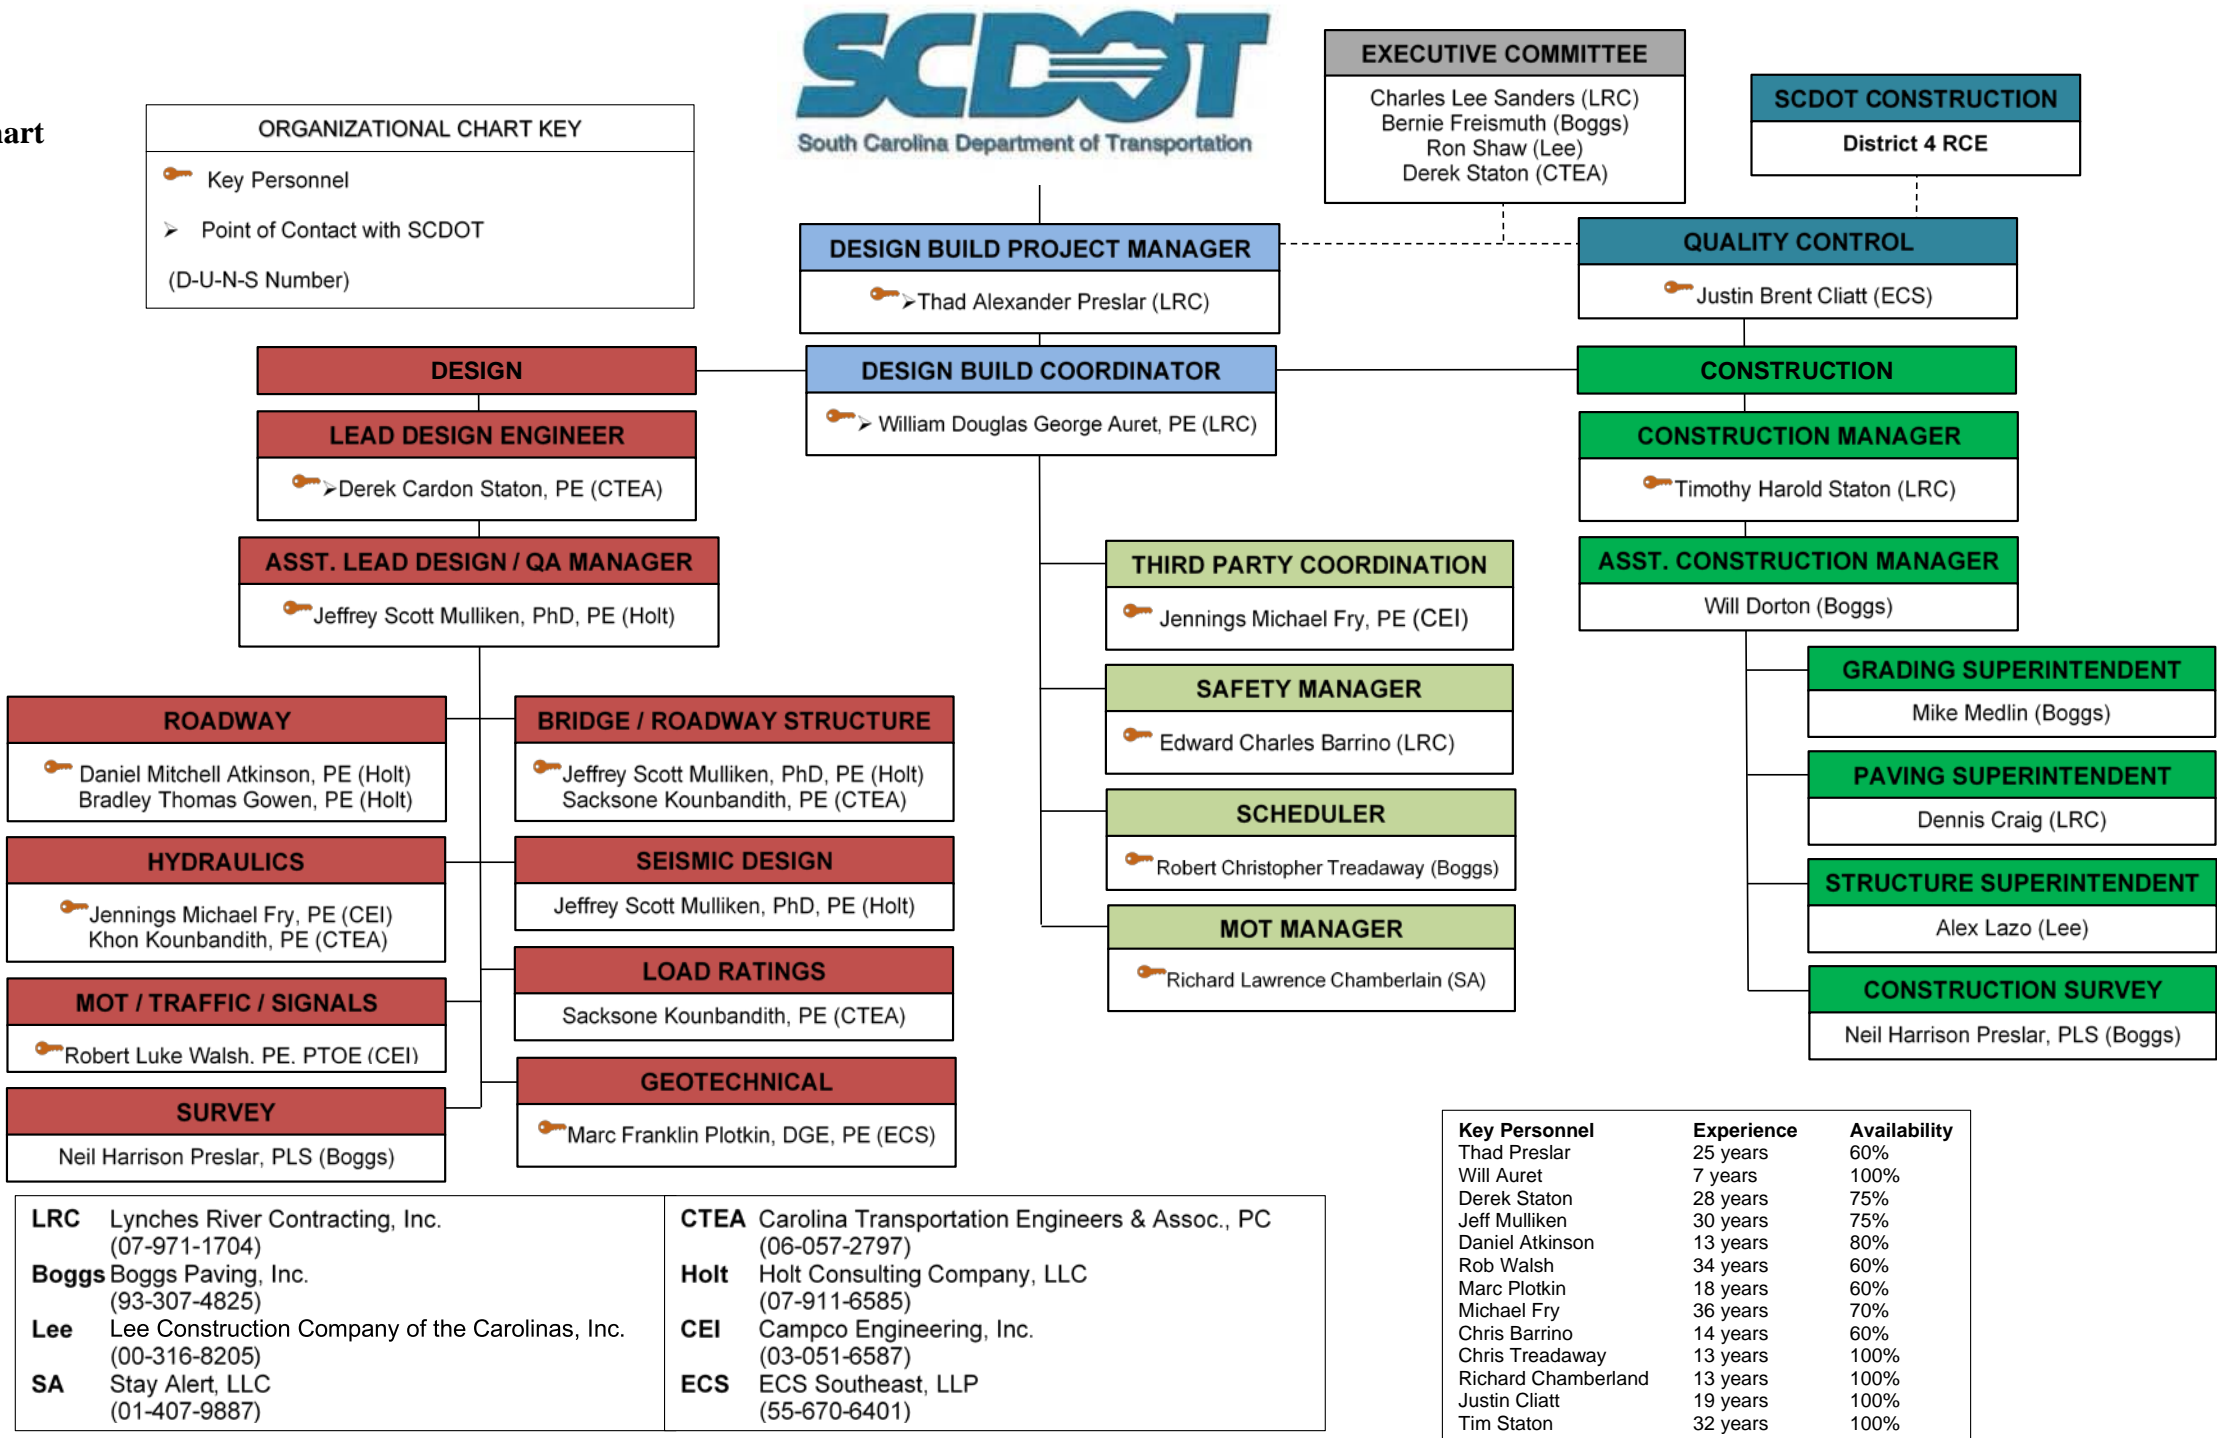 SCDOT
South Carolina Department of Transportation
EXECUTIVE COMMITTEE
Charles Lee Sanders (LRC)
Bernie Freismuth (Boggs)
Ron Shaw (Lee)
Derek Staton (CTEA)
SCDOT CONSTRUCTION
District 4 RCE
ORGANIZATIONAL CHART KEY
Key Personnel
➢ Point of Contact with SCDOT
(D-U-N-S Number)
DESIGN BUILD PROJECT MANAGER
➢Thad Alexander Preslar (LRC)
QUALITY CONTROL
Justin Brent Cliatt (ECS)
DESIGN
DESIGN BUILD COORDINATOR
➢ William Douglas George Auret, PE (LRC)
CONSTRUCTION
LEAD DESIGN ENGINEER
➢Derek Cardon Staton, PE (CTEA)
CONSTRUCTION MANAGER
Timothy Harold Staton (LRC)
ASST. LEAD DESIGN / QA MANAGER
Jeffrey Scott Mulliken, PhD, PE (Holt)
ASST. CONSTRUCTION MANAGER
Will Dorton (Boggs)
ROADWAY
Daniel Mitchell Atkinson, PE (Holt)
Bradley Thomas Gowen, PE (Holt)
BRIDGE / ROADWAY STRUCTURE
Jeffrey Scott Mulliken, PhD, PE (Holt)
Sacksone Kounbandith, PE (CTEA)
HYDRAULICS
Jennings Michael Fry, PE (CEI)
Khon Kounbandith, PE (CTEA)
SEISMIC DESIGN
Jeffrey Scott Mulliken, PhD, PE (Holt)
MOT / TRAFFIC / SIGNALS
Robert Luke Walsh, PE, PTOE (CEI)
LOAD RATINGS
Sacksone Kounbandith, PE (CTEA)
SURVEY
Neil Harrison Preslar, PLS (Boggs)
GEOTECHNICAL
Marc Franklin Plotkin, DGE, PE (ECS)
THIRD PARTY COORDINATION
Jennings Michael Fry, PE (CEI)
SAFETY MANAGER
Edward Charles Barrino (LRC)
SCHEDULER
Robert Christopher Treadaway (Boggs)
MOT MANAGER
Richard Lawrence Chamberlain (SA)
GRADING SUPERINTENDENT
Mike Medlin (Boggs)
PAVING SUPERINTENDENT
Dennis Craig (LRC)
STRUCTURE SUPERINTENDENT
Alex Lazo (Lee)
CONSTRUCTION SURVEY
Neil Harrison Preslar, PLS (Boggs)
LRC Lynches River Contracting, Inc.
(07-971-1704)
Boggs Boggs Paving, Inc.
(93-307-4825)
Lee Lee Construction Company of the Carolinas, Inc.
(00-316-8205)
SA Stay Alert, LLC
(01-407-9887)
CTEA Carolina Transportation Engineers & Assoc., PC
(06-057-2797)
Holt Holt Consulting Company, LLC
(07-911-6585)
CEI Campco Engineering, Inc.
(03-051-6587)
ECS ECS Southeast, LLP
(55-670-6401)
Key Personnel Experience Availability
Thad Preslar 25 years 60%
Will Auret 7 years 100%
Derek Staton 28 years 75%
Jeff Mulliken 30 years 75%
Daniel Atkinson 13 years 80%
Rob Walsh 34 years 60%
Marc Plotkin 18 years 60%
Michael Fry 36 years 70%
Chris Barrino 14 years 60%
Chris Treadaway 13 years 100%
Richard Chamberland 13 years 100%
Justin Cliatt 19 years 100%
Tim Staton 32 years 100%